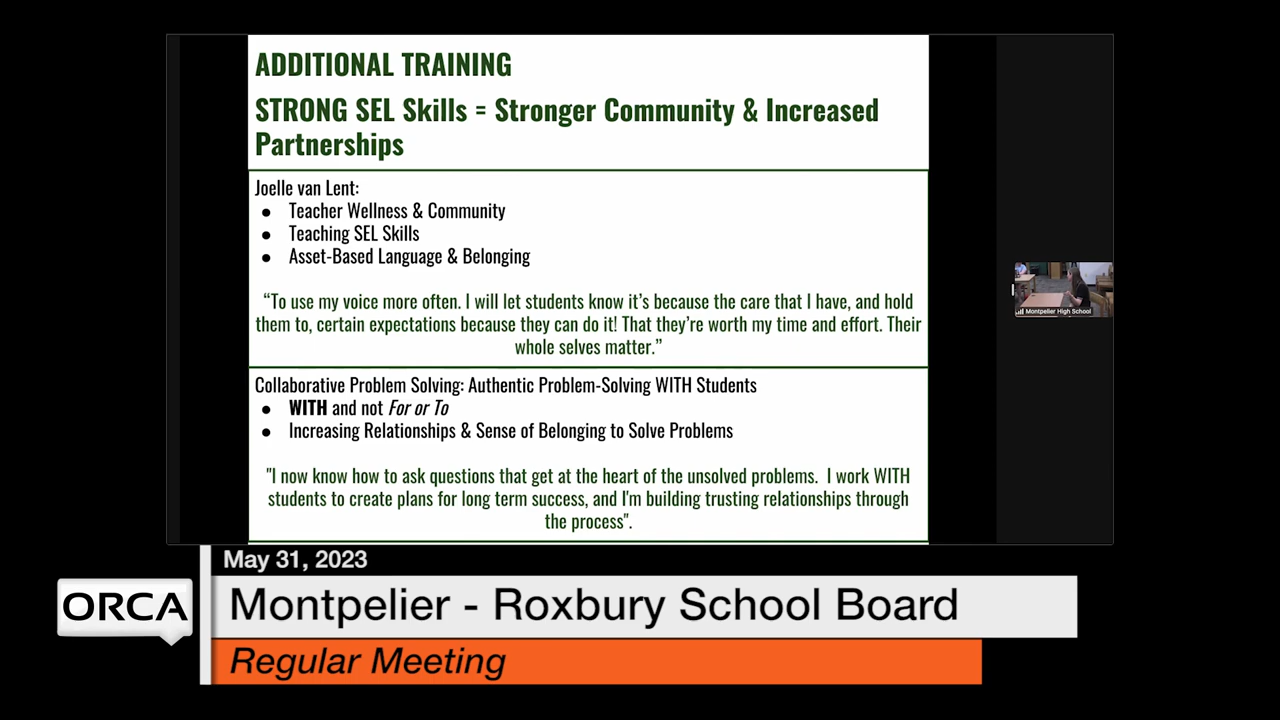 ADDITIONAL TRAINING
STRONG SEL Skills = Stronger Community & Increased
Partnerships
Joelle van Lent:
● Teacher Wellness & Community
● Teaching SEL Skills
● Asset-Based Language & Belonging
“To use my voice more often. I will let students know it’s because the care that I have, and hold
them to, certain expectations because they can do it! That they’re worth my time and effort. Their
whole selves matter.”
Collaborative Problem Solving: Authentic Problem-Solving WITH Students
● WITH and not For or To
● Increasing Relationships & Sense of Belonging to Solve Problems
"I now know how to ask questions that get at the heart of the unsolved problems. I work WITH
students to create plans for long term success, and I'm building trusting relationships through
the process".
Montpelier High School
May 31, 2023
ORCA
Montpelier - Roxbury School Board
Regular Meeting